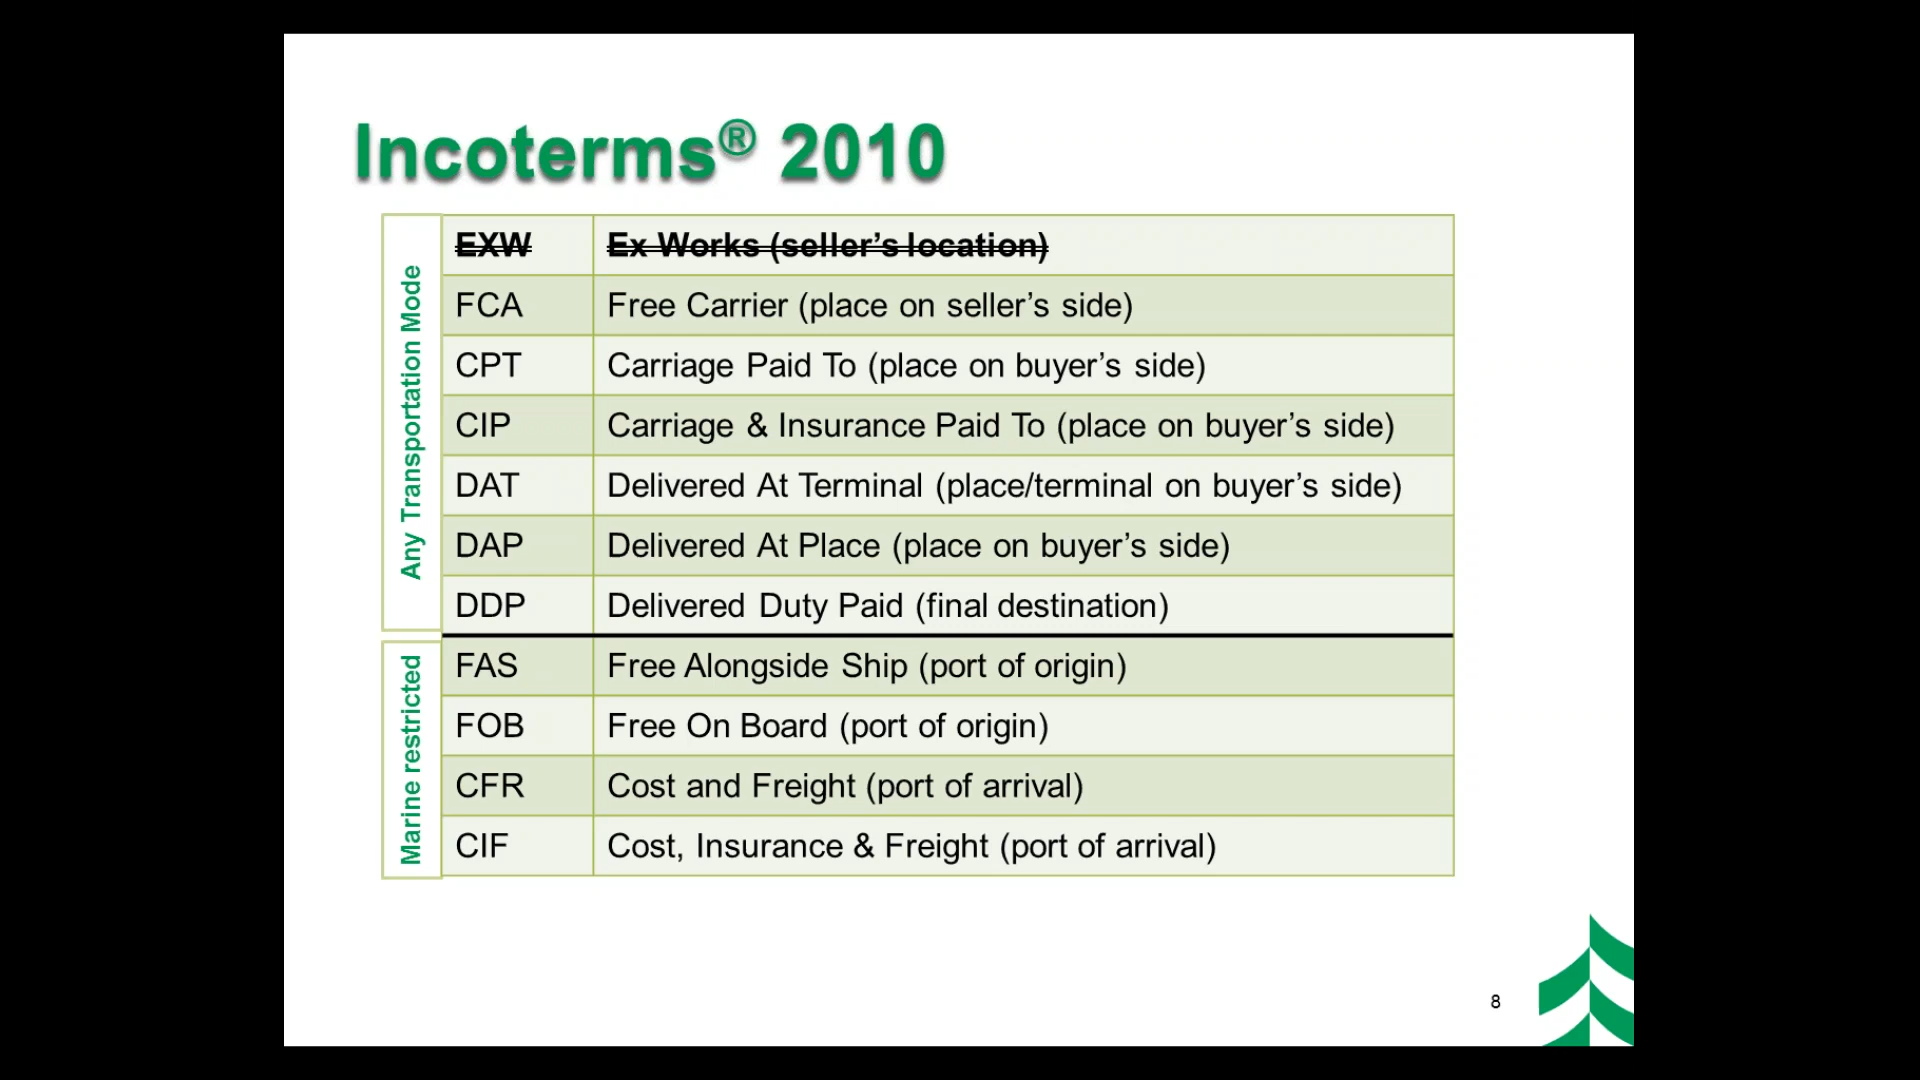 Incoterms® 2010
Any Transportation Mode
EXW Ex Works (seller’s location)
FCA Free Carrier (place on seller’s side)
CPT Carriage Paid To (place on buyer’s side)
CIP Carriage & Insurance Paid To (place on buyer’s side)
DAT Delivered At Terminal (place/terminal on buyer’s side)
DAP Delivered At Place (place on buyer’s side)
DDP Delivered Duty Paid (final destination)
Marine restricted
FAS Free Alongside Ship (port of origin)
FOB Free On Board (port of origin)
CFR Cost and Freight (port of arrival)
CIF Cost, Insurance & Freight (port of arrival)
8